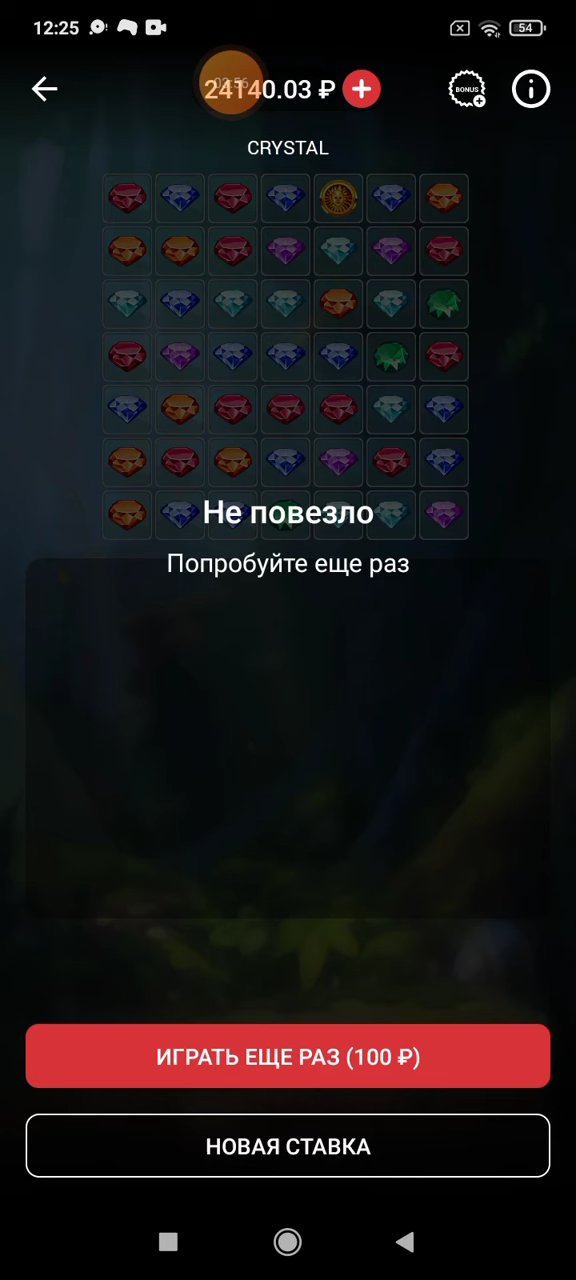 12:25
54
24140.03 ₽
BONUS
CRYSTAL
Не повезло
Попробуйте еще раз
ИГРАТЬ ЕЩЕ РАЗ (100 ₽)
НОВАЯ СТАВКА